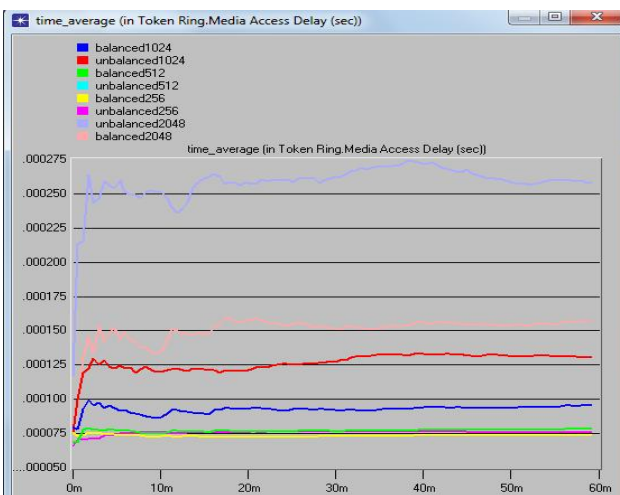 time_average (in Token Ring.Media Access Delay (sec))
balanced1024
unbalanced1024
balanced512
unbalanced512
balanced256
unbalanced256
unbalanced2048
balanced2048
time_average (in Token Ring.Media Access Delay (sec))
.000275
.000250
.000225
.000200
.000175
.000150
.000125
.000100
.000075
....000050
0m 10m 20m 30m 40m 50m 60m